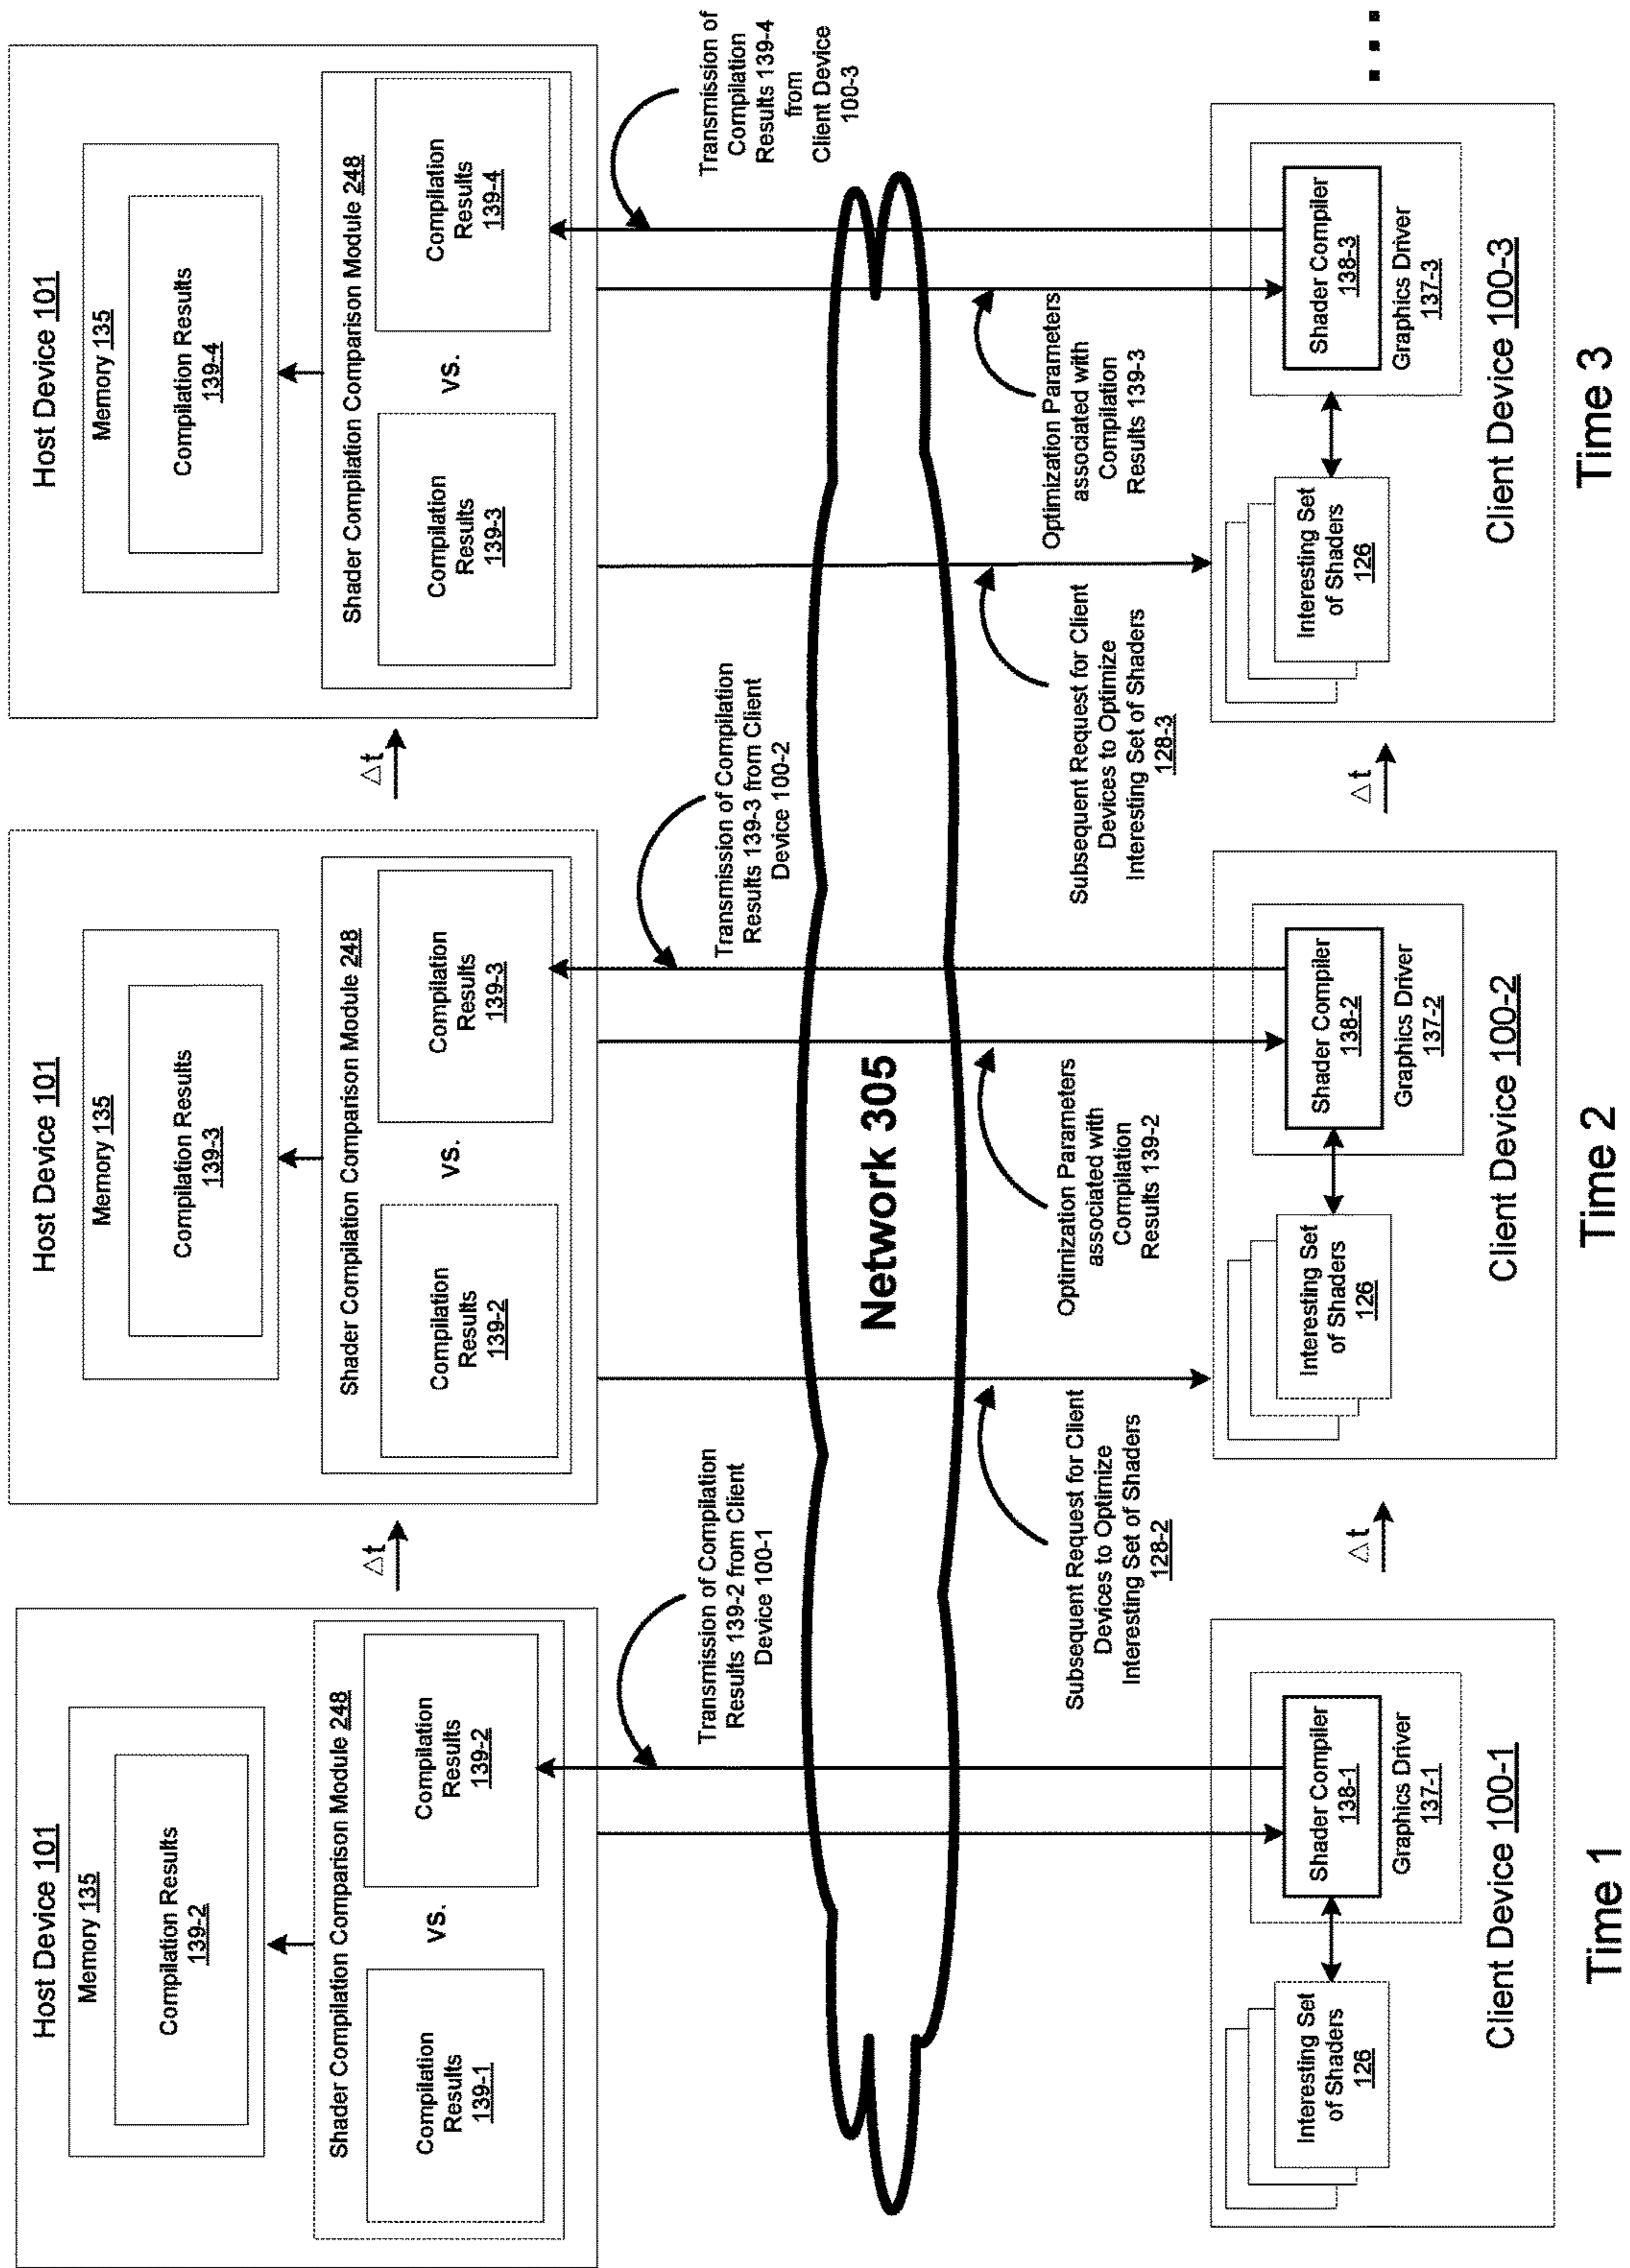 Host Device 101
Memory 135
Compilation Results
139-2
Shader Compilation Comparison Module 248
Compilation
Results
139-1
vs.
Compilation
Results
139-2
Δt
Transmission of Compilation
Results 139-2 from Client
Device 100-1
Interesting Set
of Shaders
126
Shader Compiler
138-1
Graphics Driver
137-1
Client Device 100-1
Time 1
Δt
Host Device 101
Memory 135
Compilation Results
139-3
Shader Compilation Comparison Module 248
Compilation
Results
139-2
vs.
Compilation
Results
139-3
Δt
Transmission of Compilation
Results 139-3 from Client
Device 100-2
Network 305
Subsequent Request for Client
Devices to Optimize
Interesting Set of Shaders
128-2
Optimization Parameters
associated with
Compilation
Results 139-2
Interesting Set
of Shaders
126
Shader Compiler
138-2
Graphics Driver
137-2
Client Device 100-2
Time 2
Δt
Host Device 101
Memory 135
Compilation Results
139-4
Shader Compilation Comparison Module 248
Compilation
Results
139-3
vs.
Compilation
Results
139-4
Transmission of
Compilation
Results 139-4
from
Client Device
100-3
Subsequent Request for Client
Devices to Optimize
Interesting Set of Shaders
128-3
Optimization Parameters
associated with
Compilation
Results 139-3
Interesting Set
of Shaders
126
Shader Compiler
138-3
Graphics Driver
137-3
Client Device 100-3
Time 3